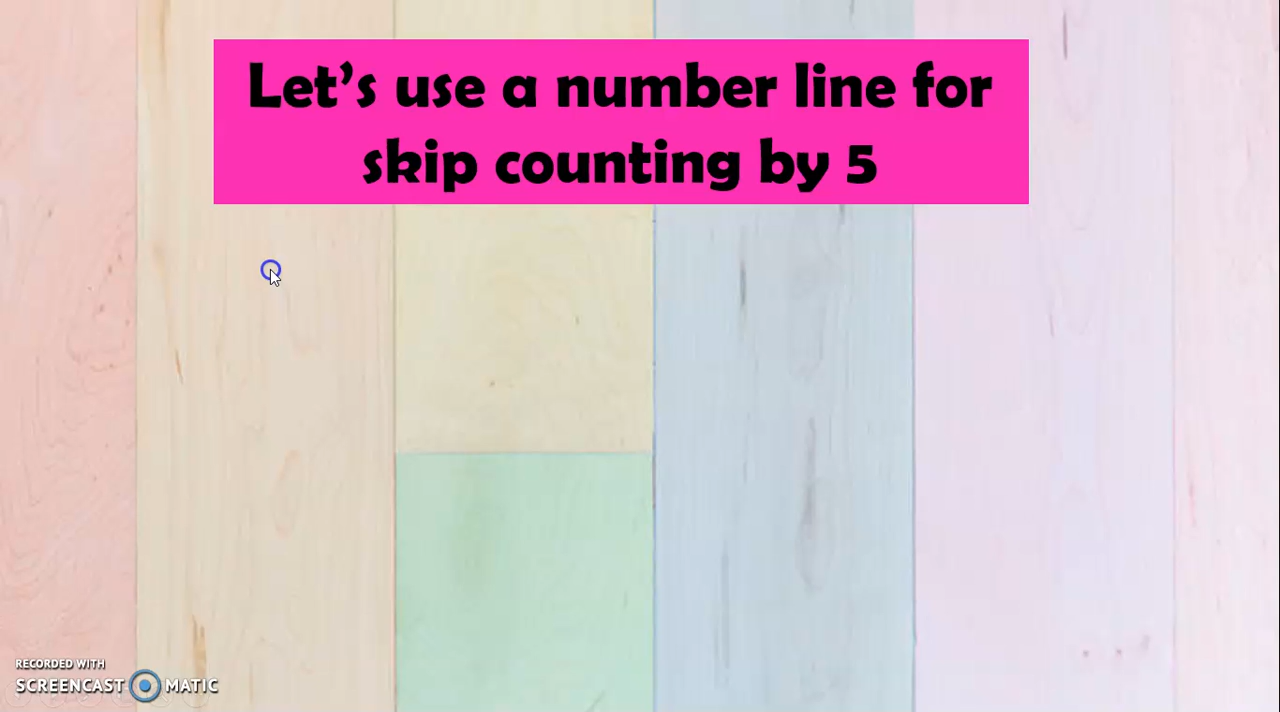 Let's use a number line for
skip counting by 5
RECORDED WITH
SCREENCAST MATIC